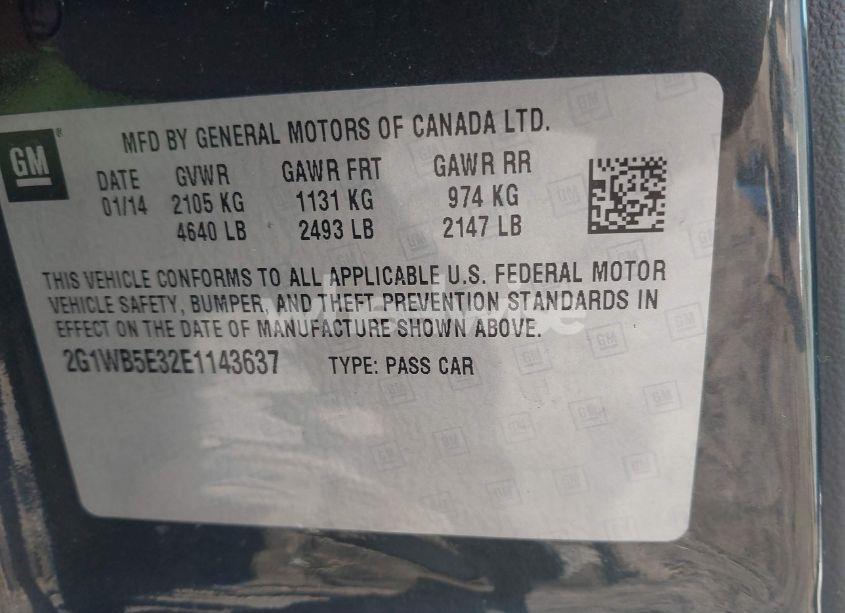 MFD BY GENERAL MOTORS OF CANADA LTD.
GM
DATE GVWR GAWR FRT GAWR RR
01/14 2105 KG 1131 KG 974 KG
4640 LB 2493 LB 2147 LB
THIS VEHICLE CONFORMS TO ALL APPLICABLE U.S. FEDERAL MOTOR
VEHICLE SAFETY, BUMPER, AND THEFT PREVENTION STANDARDS IN
EFFECT ON THE DATE OF MANUFACTURE SHOWN ABOVE.
2G1WB5E32E1143637 TYPE: PASS CAR